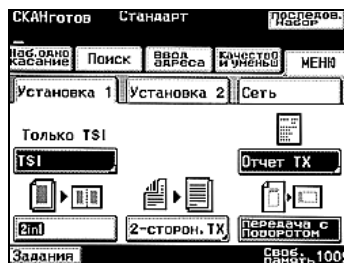 СКАНготов Стандарт последов. Набор
Наб.одно касание Поиск Ввод адреса Качество и уменьш МЕНЮ
Установка 1 Установка 2 Сеть
Только TSI
TSI Отчет TX
2in1 2-сторон.TX передача с поворотом
Задания Своб. память 100